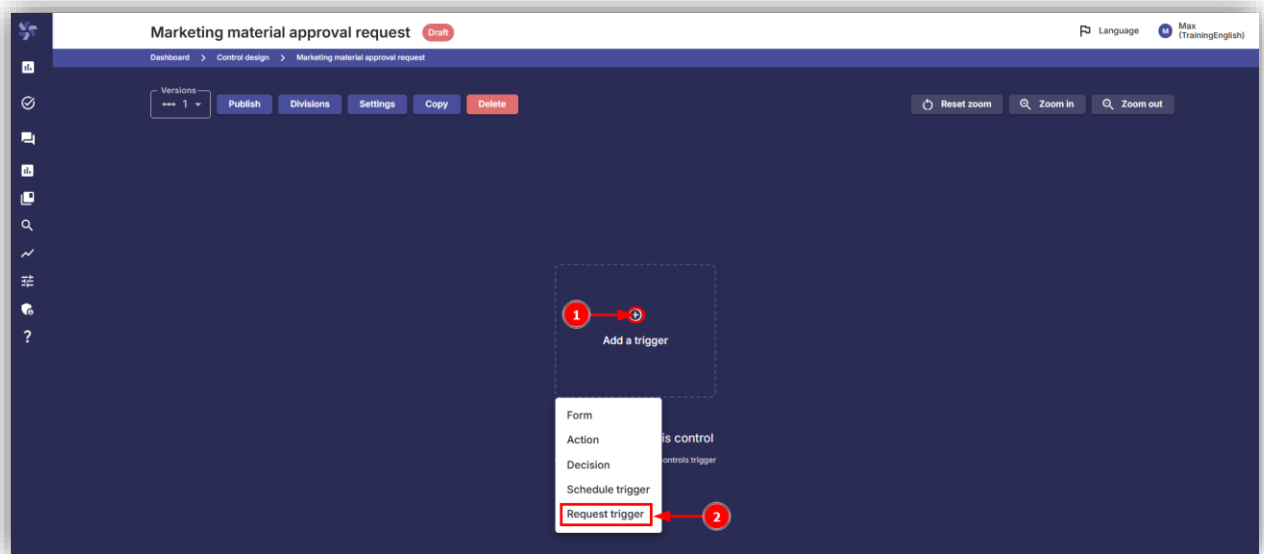 Marketing material approval request Draft
Language
M
Max
(TrainingEnglish)
Dashboard > Control design > Marketing material approval request
Versions
1
Publish Divisions Settings Copy Delete
Reset zoom Zoom in Zoom out
1
Add a trigger
Form
Action
is control
Decision
controls trigger
Schedule trigger
Request trigger
2
?